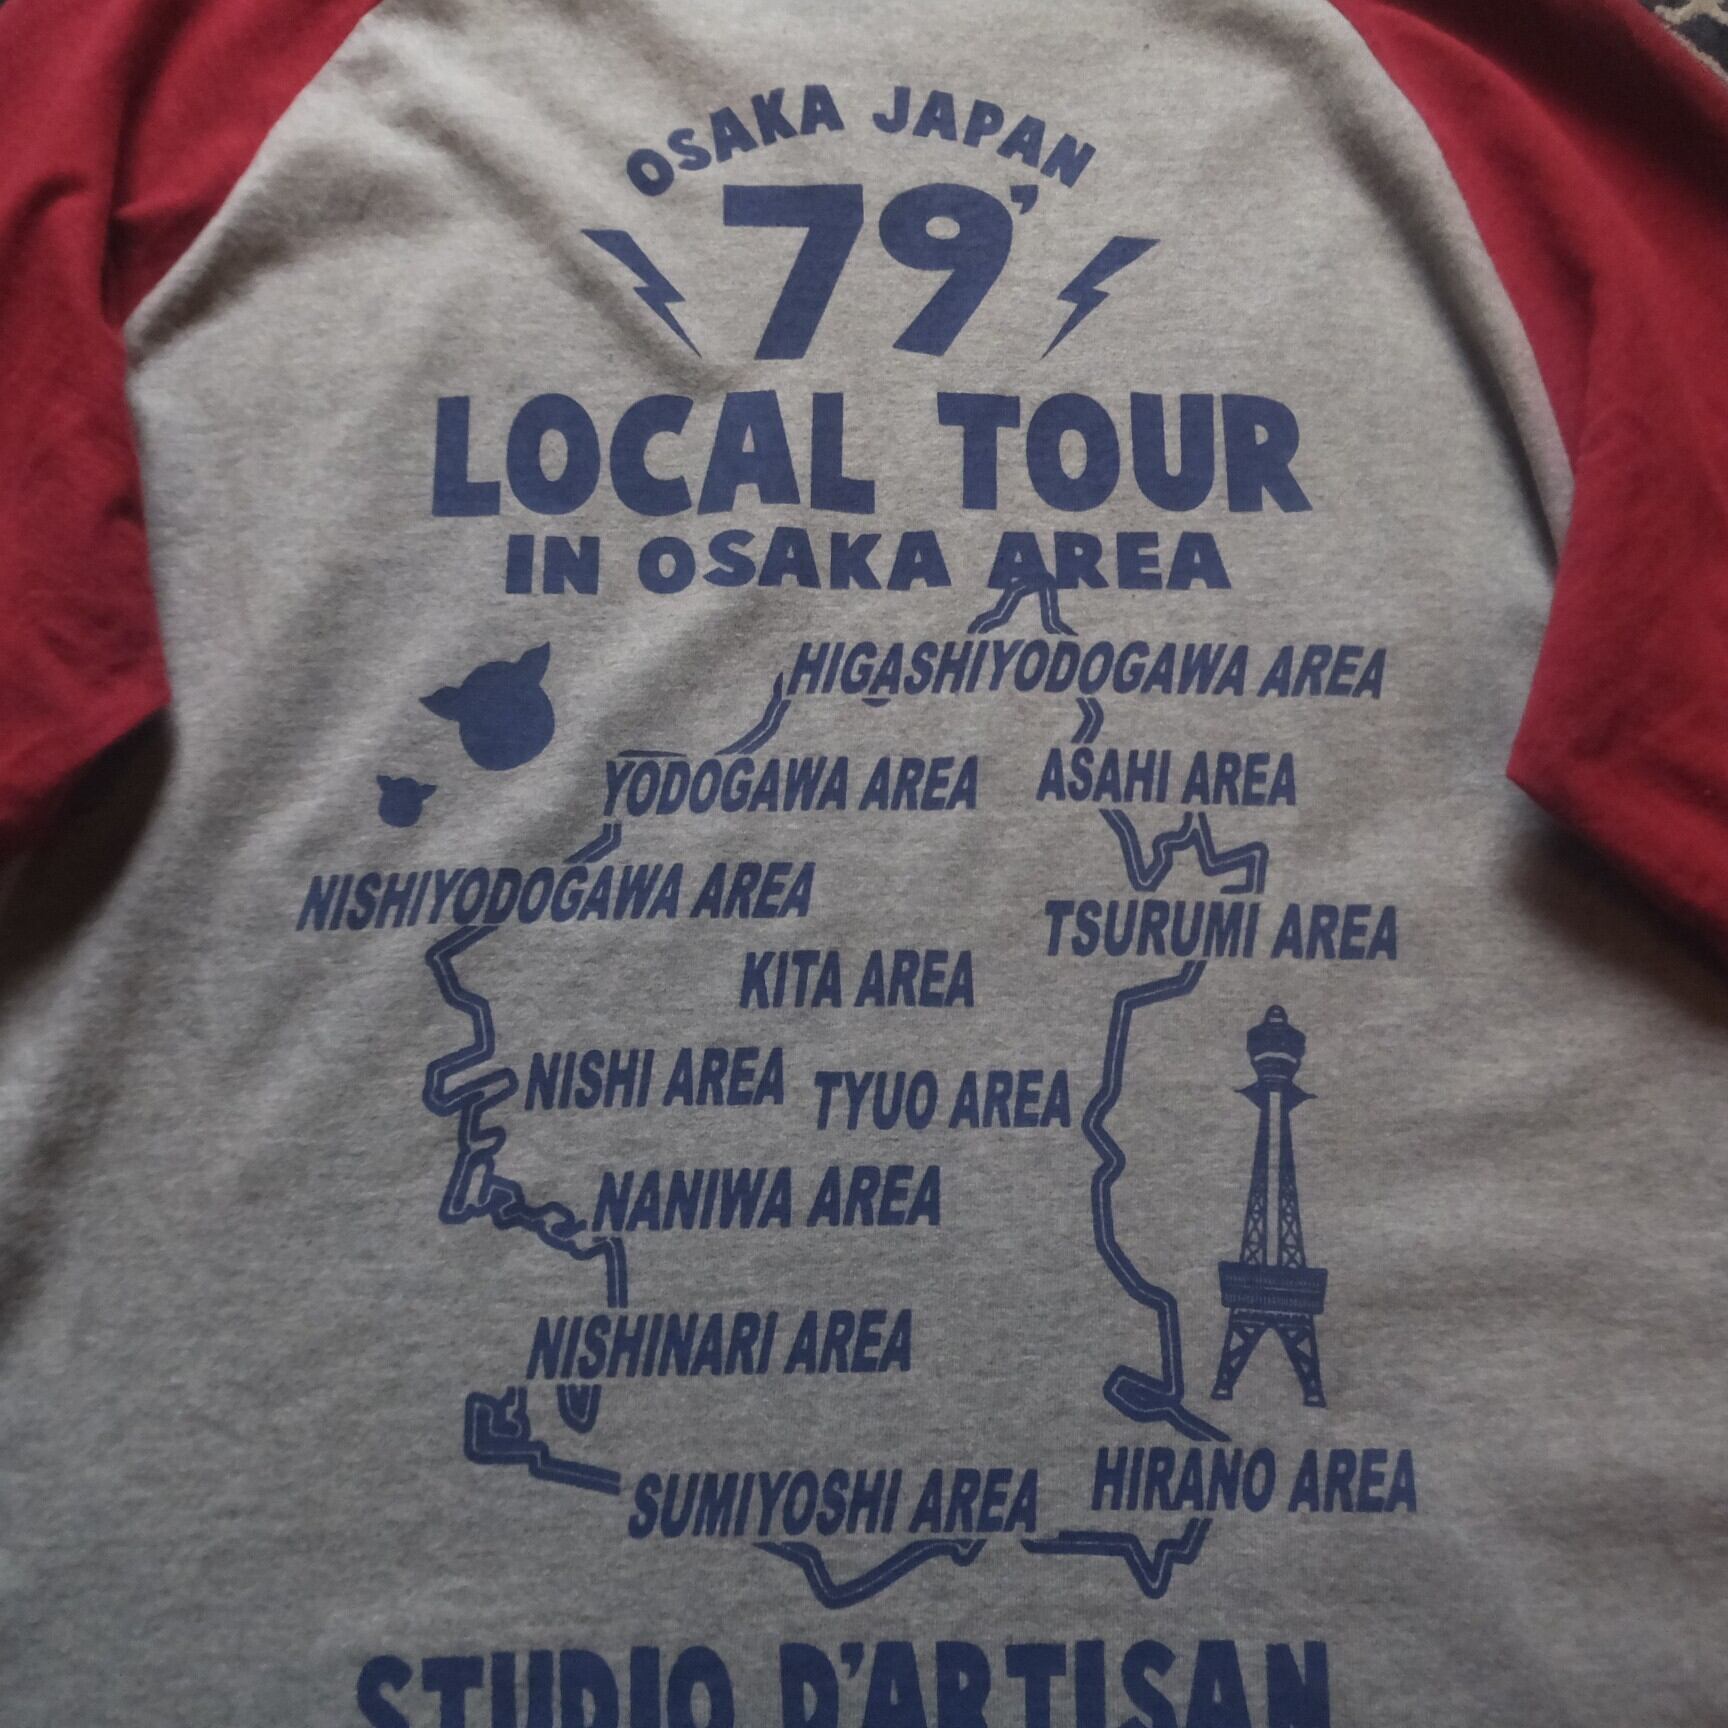 OSAKA JAPAN
79'
LOCAL TOUR
IN OSAKA AREA
HIGASHIYODOGAWA AREA
YODOGAWA AREA
ASAHI AREA
NISHIYODOGAWA AREA
TSURUMI AREA
KITA AREA
NISHI AREA
TYUO AREA
NANIWA AREA
NISHINARI AREA
SUMIYOSHI AREA
HIRANO AREA
STUDIO D'ARTISAN